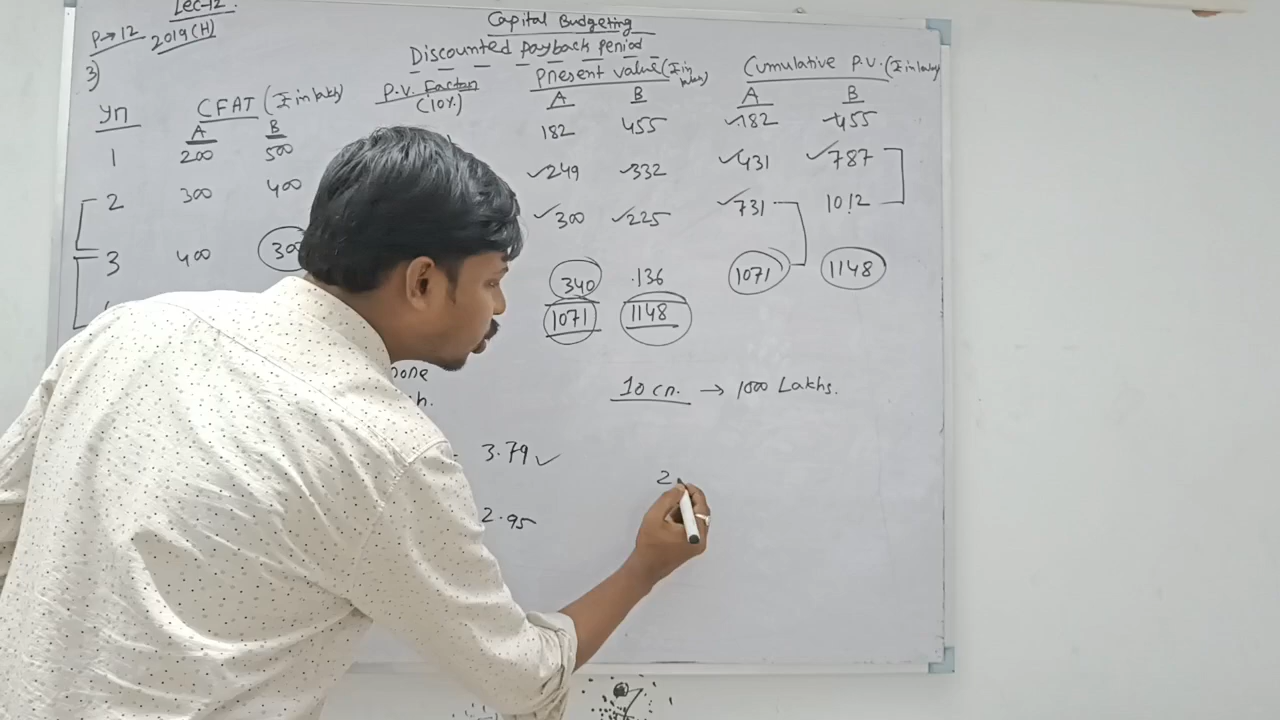 Lec-12.
P→12 2019(H)
Capital Budgeting
Discounted payback period
3)
Yr CFAT (₹ in lakhs) P.V. Factor (10%) Present value (₹ in lakhs) Cumulative P.V. (₹ in lakhs)
A B A B A B
1 200 500 182 455 182 455
2 300 400 249 332 431 787
3 400 300 225 731 1012
340 136 1071 1148
1071 1148
10 cr. → 1000 Lakhs.
3.79
2
2.95